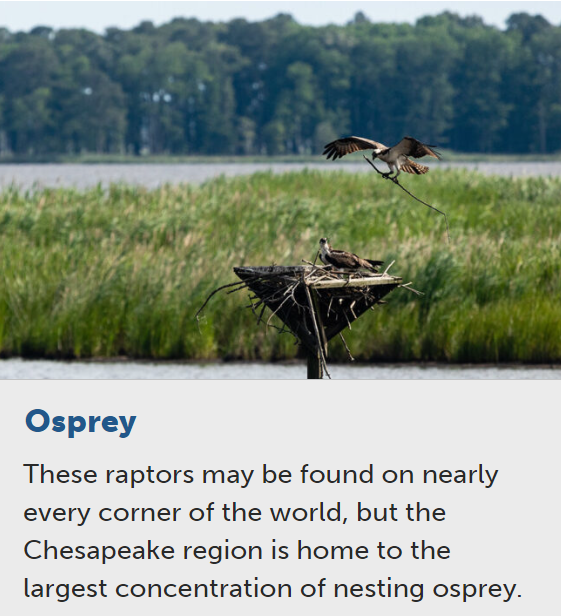 Osprey
These raptors may be found on nearly
every corner of the world, but the
Chesapeake region is home to the
largest concentration of nesting osprey.